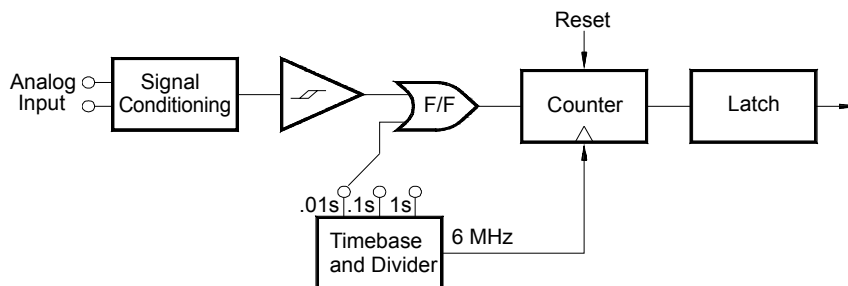 Reset
Analog
Input
Signal
Conditioning
F/F
Counter
Latch
.01s .1s 1s
Timebase
and Divider
6 MHz